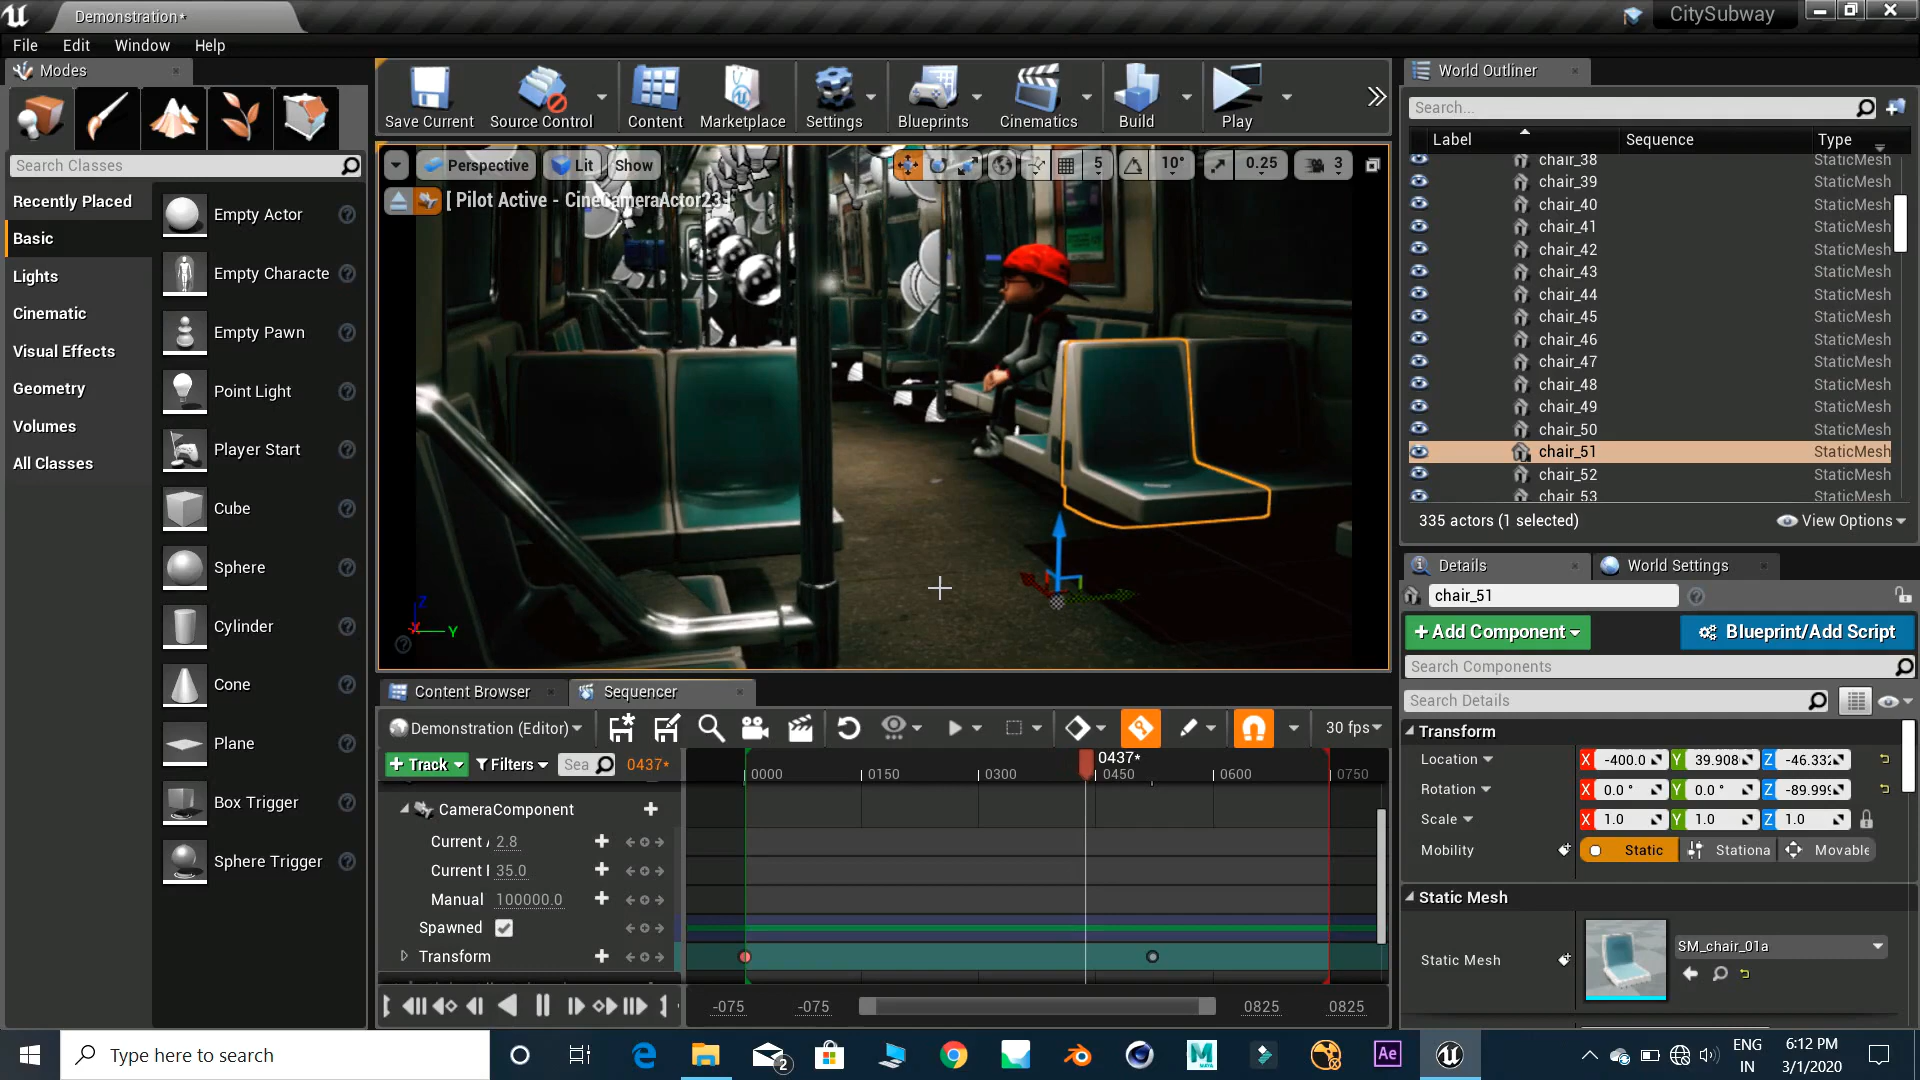 Demonstration*
CitySubway
File Edit Window Help
Modes
Search Classes
Recently Placed
Basic
Lights
Cinematic
Visual Effects
Geometry
Volumes
All Classes
Empty Actor
Empty Characte
Empty Pawn
Point Light
Player Start
Cube
Sphere
Cylinder
Cone
Plane
Box Trigger
Sphere Trigger
Save Current Source Control Content Marketplace Settings Blueprints Cinematics Build Play
Perspective Lit Show 5 10° 0.25 3
[ Pilot Active - CineCameraActor23 ]
Z
X Y
Content Browser Sequencer
Demonstration (Editor) 30 fps
+ Track Filters Sea 0437*
0437*
0000 0150 0300 0450 0600 0750
CameraComponent
Current 2.8
Current 35.0
Manual 100000.0
Spawned
Transform
-075 -075 0825 0825
World Outliner
Search...
Label Sequence Type
chair_38 StaticMesh
chair_39 StaticMesh
chair_40 StaticMesh
chair_41 StaticMesh
chair_42 StaticMesh
chair_43 StaticMesh
chair_44 StaticMesh
chair_45 StaticMesh
chair_46 StaticMesh
chair_47 StaticMesh
chair_48 StaticMesh
chair_49 StaticMesh
chair_50 StaticMesh
chair_51 StaticMesh
chair_52 StaticMesh
chair_53 StaticMesh
335 actors (1 selected) View Options
Details World Settings
chair_51
+ Add Component Blueprint/Add Script
Search Components
Search Details
Transform
Location X -400.0 Y 39.908 Z -46.332
Rotation X 0.0 ° Y 0.0 ° Z -89.999
Scale X 1.0 Y 1.0 Z 1.0
Mobility Static Stationa Movable
Static Mesh
Static Mesh SM_chair_01a
Type here to search
2
MAYA
Ae
ENG
IN
6:12 PM
3/1/2020